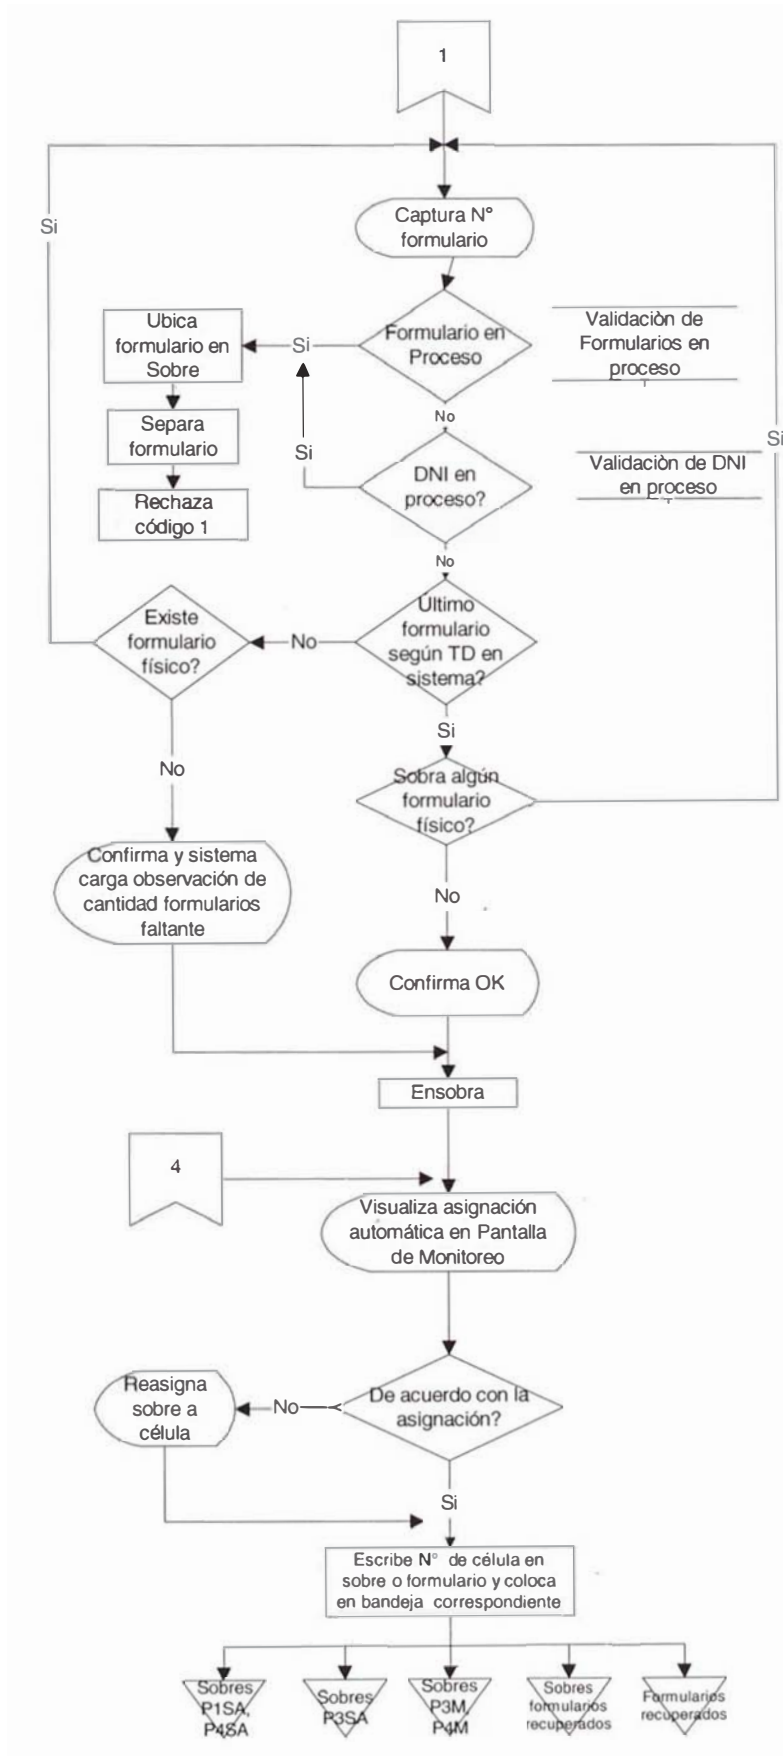 1
Si
Captura N°
formulario
Ubica
formulario en
Sobre
Si
Formulario en
Proceso
Validaciòn de
Formularios en
proceso
No
Separa
formulario
Si
DNI en
proceso?
Validaciòn de DNI
en proceso
Si
Rechaza
código 1
No
Existe
formulario
físico?
No
Último
formulario
según TD en
sistema?
Si
No
Sobra algún
formulario
físico?
Confirma y sistema
carga observación de
cantidad formularios
faltante
No
Confirma OK
Ensobra
4
Visualiza asignación
automática en Pantalla
de Monitoreo
Reasigna
sobre a
célula
No
De acuerdo con la
asignación?
Si
Escribe N° de célula en
sobre o formulario y coloca
en bandeja correspondiente
Sobres
P1SA,
P4SA
Sobres
P3SA
Sobres
P3M,
P4M
Sobres
formularios
recuperados
Formularios
recuperados